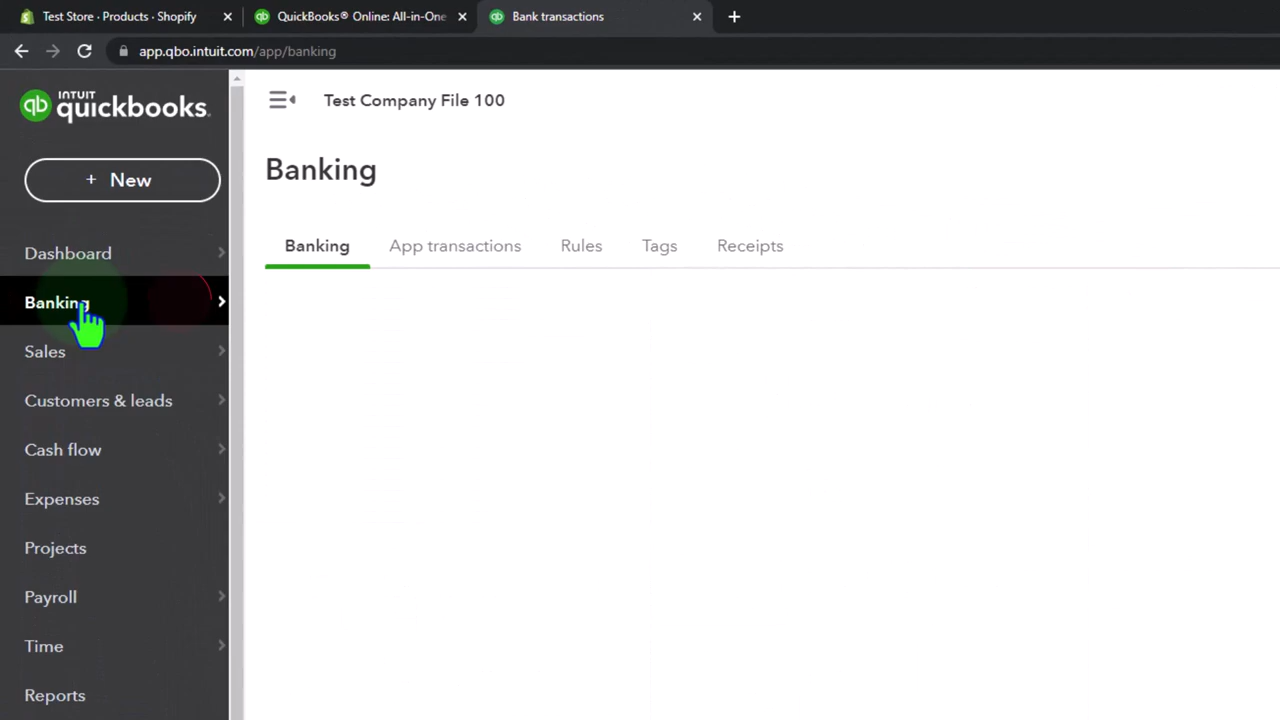 Test Store · Products · Shopify
QuickBooks® Online: All-in-One
Bank transactions
app.qbo.intuit.com/app/banking
qb INTUIT quickbooks.
Test Company File 100
+ New
Banking
Banking App transactions Rules Tags Receipts
Dashboard
Banking
Sales
Customers & leads
Cash flow
Expenses
Projects
Payroll
Time
Reports